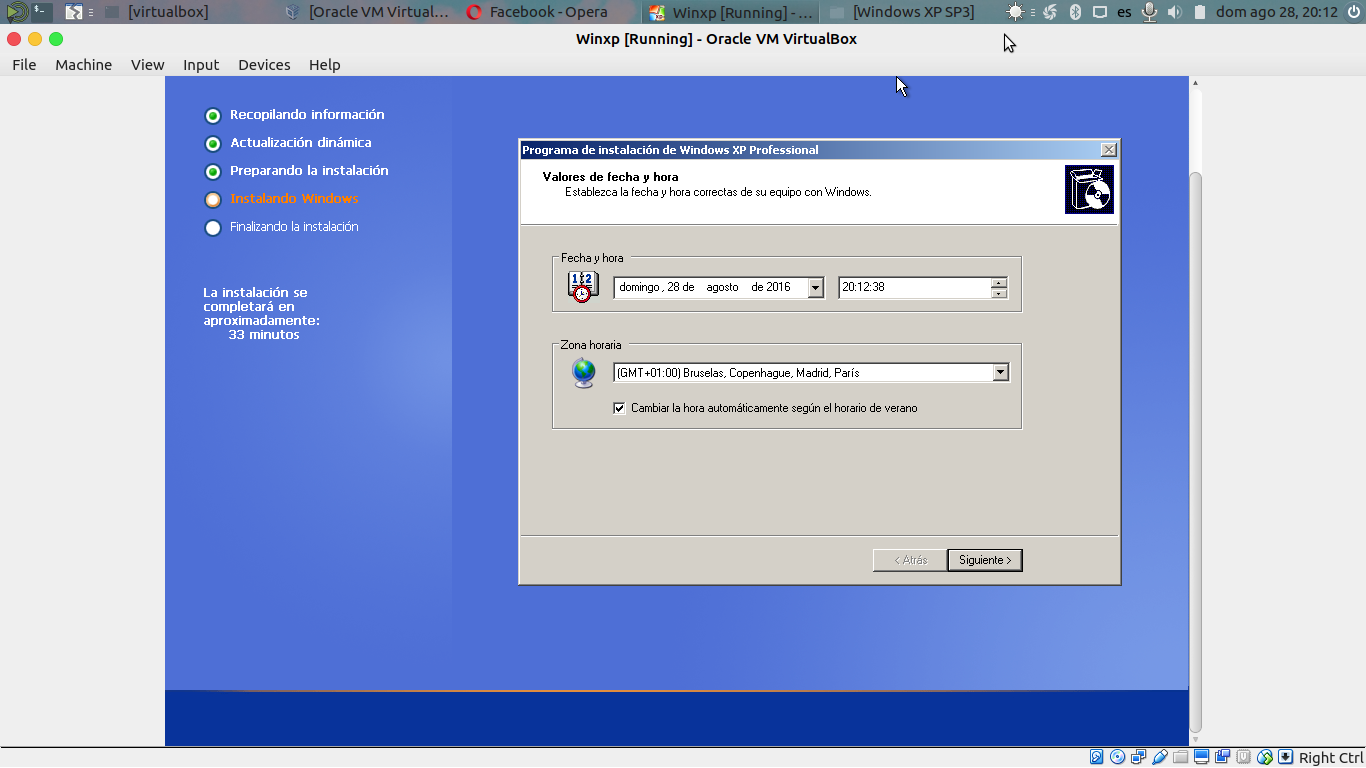 [virtualbox]
[Oracle VM Virtual...
Facebook - Opera
Winxp [Running] - ...
[Windows XP SP3]
es
dom ago 28, 20:12
Winxp [Running] - Oracle VM VirtualBox
File Machine View Input Devices Help
Recopilando información
Actualización dinámica
Preparando la instalación
Instalando Windows
Finalizando la instalación
La instalación se
completará en
aproximadamente:
33 minutos
Programa de instalación de Windows XP Professional
Valores de fecha y hora
Establezca la fecha y hora correctas de su equipo con Windows.
Fecha y hora
12
domingo , 28 de agosto de 2016
20:12:38
Zona horaria
(GMT+01:00) Bruselas, Copenhague, Madrid, París
Cambiar la hora automáticamente según el horario de verano
< Atrás
Siguiente >
Right Ctrl